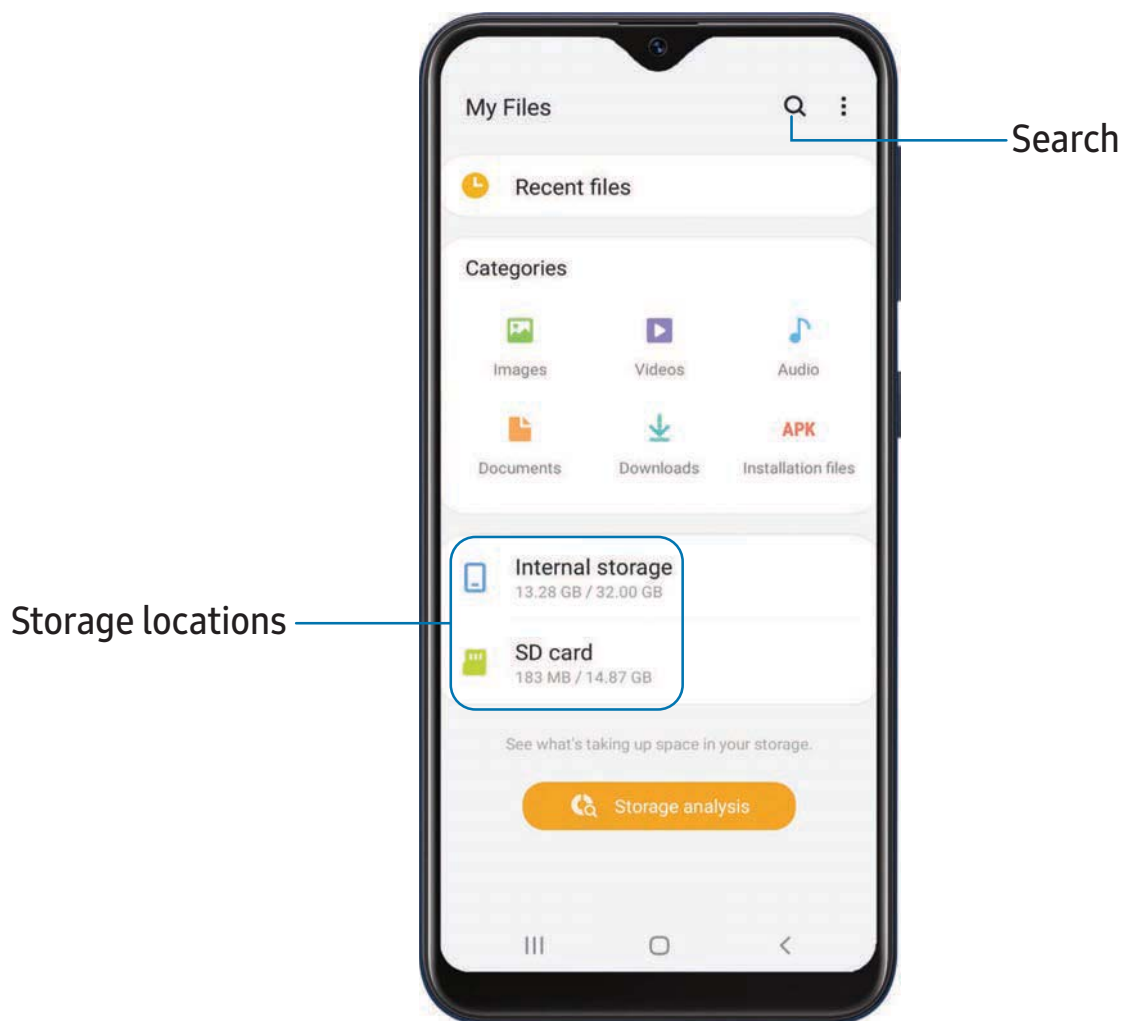 My Files
Search
Recent files
Categories
Images
Videos
Audio
APK
Documents
Downloads
Installation files
Storage locations
Internal storage
13.28 GB / 32.00 GB
SD card
183 MB / 14.87 GB
See what's taking up space in your storage.
Storage analysis